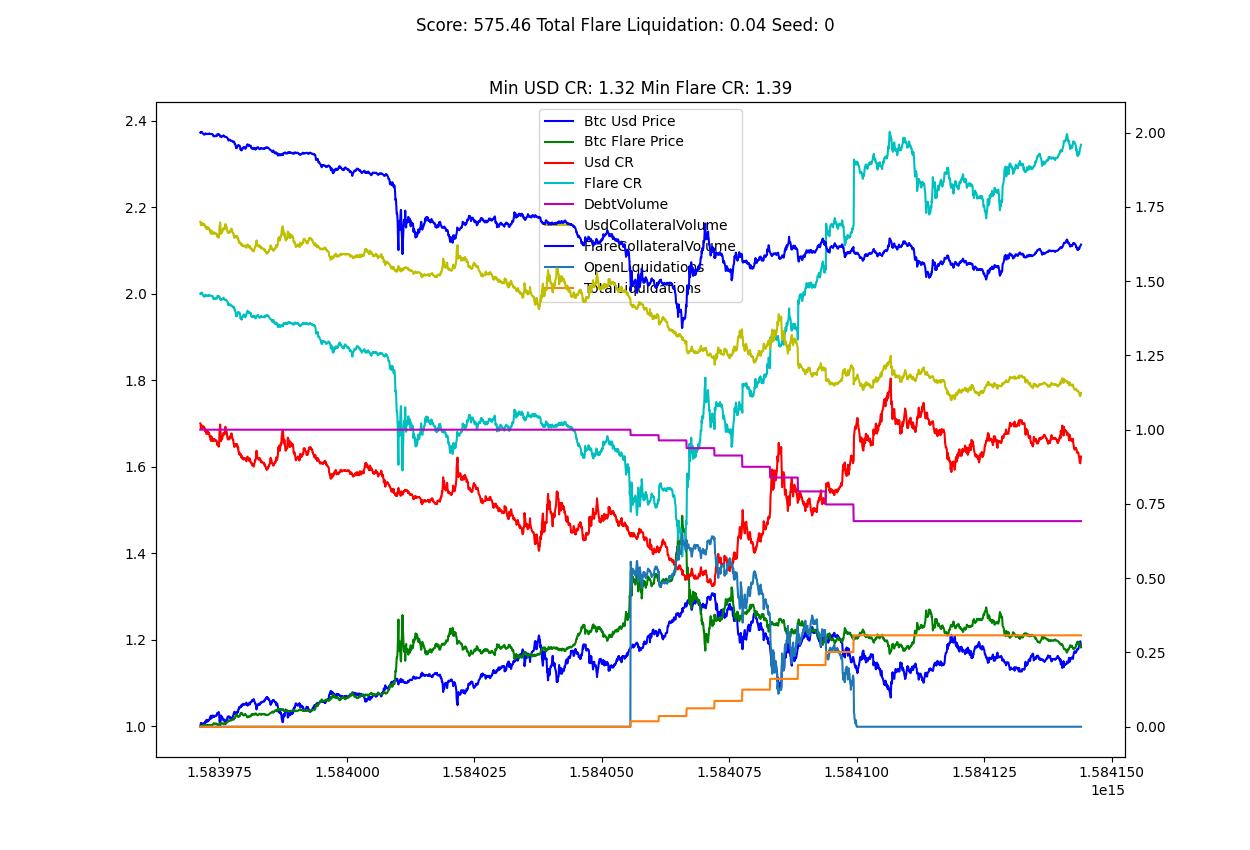 Score: 575.46 Total Flare Liquidation: 0.04 Seed: 0
Min USD CR: 1.32 Min Flare CR: 1.39
Btc Usd Price
Btc Flare Price
Usd CR
Flare CR
DebtVolume
UsdCollateralVolume
FlareCollateralVolume
OpenLiquidations
TotalLiquidations
2.4
2.2
2.0
1.8
1.6
1.4
1.2
1.0
2.00
1.75
1.50
1.25
1.00
0.75
0.50
0.25
0.00
1.583975 1.584000 1.584025 1.584050 1.584075 1.584100 1.584125 1.584150
1e15